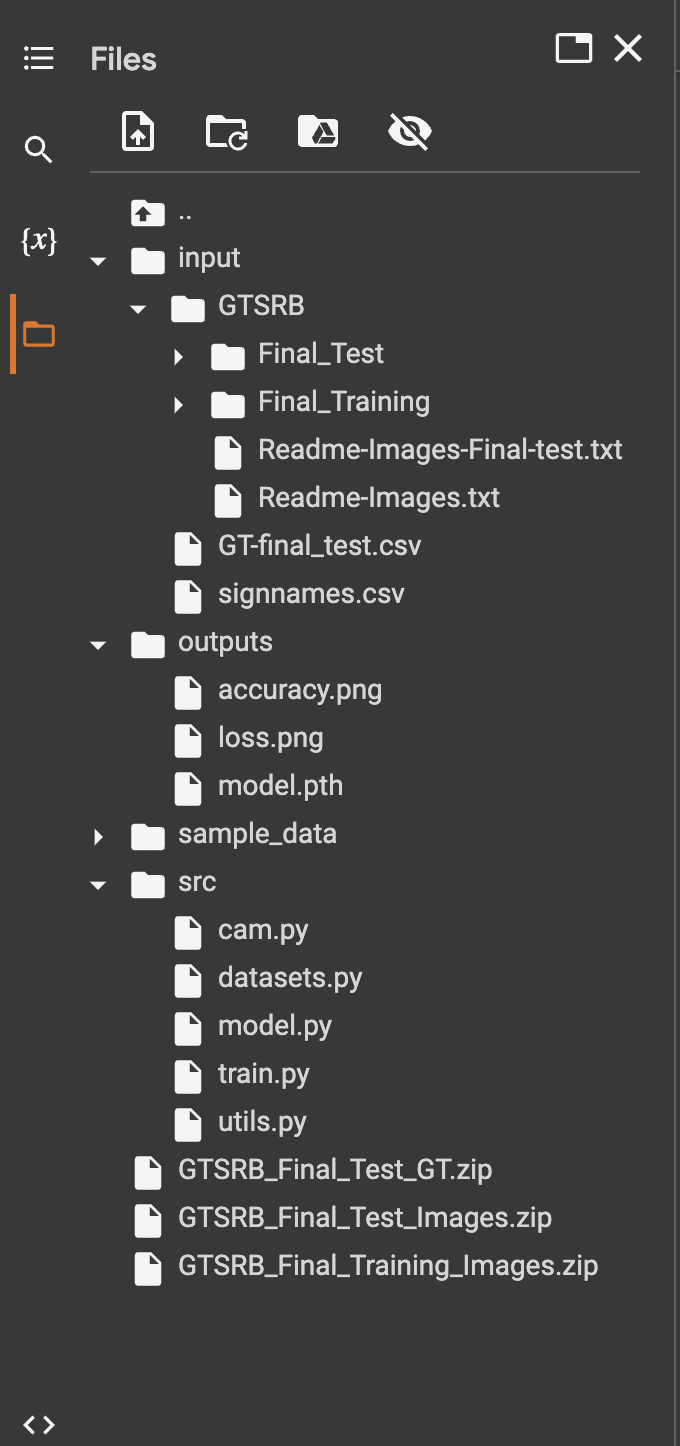 Files
{x}
..
input
GTSRB
Final_Test
Final_Training
Readme-Images-Final-test.txt
Readme-Images.txt
GT-final_test.csv
signnames.csv
outputs
accuracy.png
loss.png
model.pth
sample_data
src
cam.py
datasets.py
model.py
train.py
utils.py
GTSRB_Final_Test_GT.zip
GTSRB_Final_Test_Images.zip
GTSRB_Final_Training_Images.zip